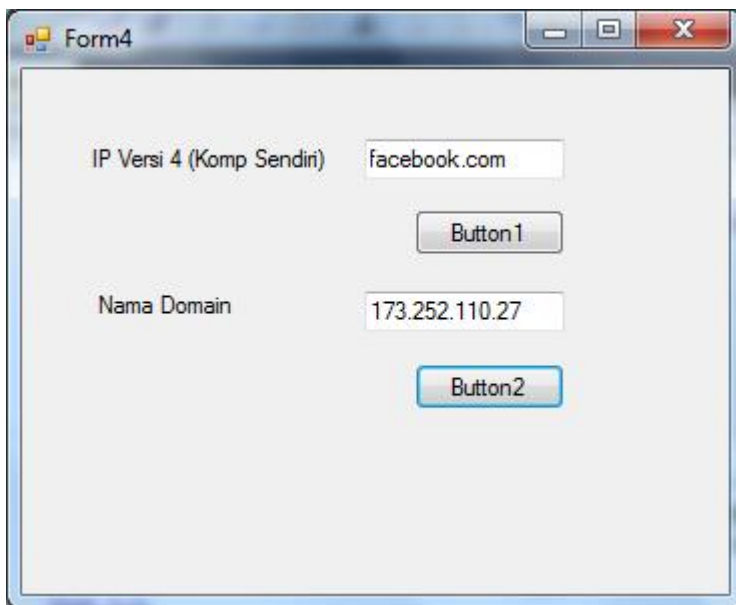 Form4
IP Versi 4 (Komp Sendiri) facebook.com
Button1
Nama Domain 173.252.110.27
Button2